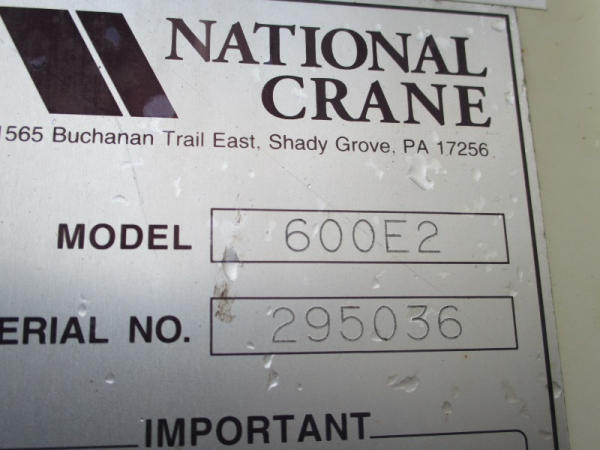 NATIONAL
CRANE
1565 Buchanan Trail East, Shady Grove, PA 17256
MODEL 600E2
ERIAL NO. 295036
IMPORTANT